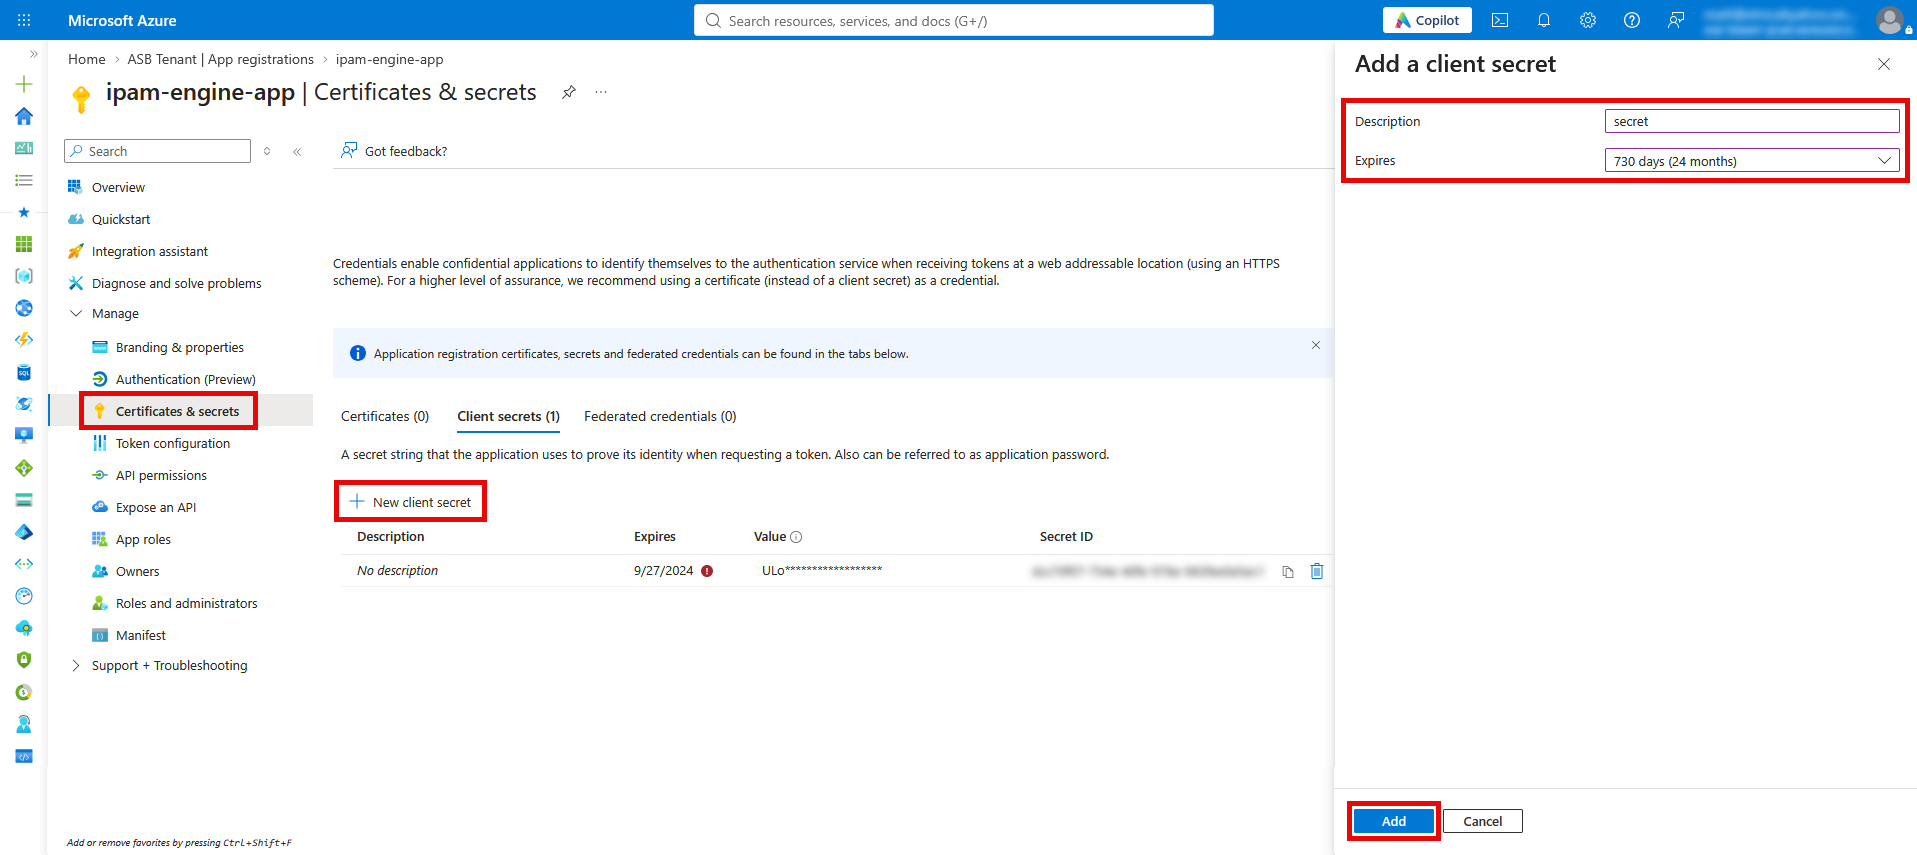 Microsoft Azure
Search resources, services, and docs (G+/)
Copilot
Home > ASB Tenant | App registrations > ipam-engine-app
ipam-engine-app | Certificates & secrets
Search
Got feedback?
Overview
Quickstart
Integration assistant
Diagnose and solve problems
Manage
Branding & properties
Authentication (Preview)
Certificates & secrets
Token configuration
API permissions
Expose an API
App roles
Owners
Roles and administrators
Manifest
Support + Troubleshooting
Add or remove favorites by pressing Ctrl+Shift+F
Credentials enable confidential applications to identify themselves to the authentication service when receiving tokens at a web addressable location (using an HTTPS
scheme). For a higher level of assurance, we recommend using a certificate (instead of a client secret) as a credential.
Application registration certificates, secrets and federated credentials can be found in the tabs below.
Certificates (0) Client secrets (1) Federated credentials (0)
A secret string that the application uses to prove its identity when requesting a token. Also can be referred to as application password.
New client secret
Description Expires Value Secret ID
No description 9/27/2024 ULo******************
Add a client secret
Description secret
Expires 730 days (24 months)
Add Cancel